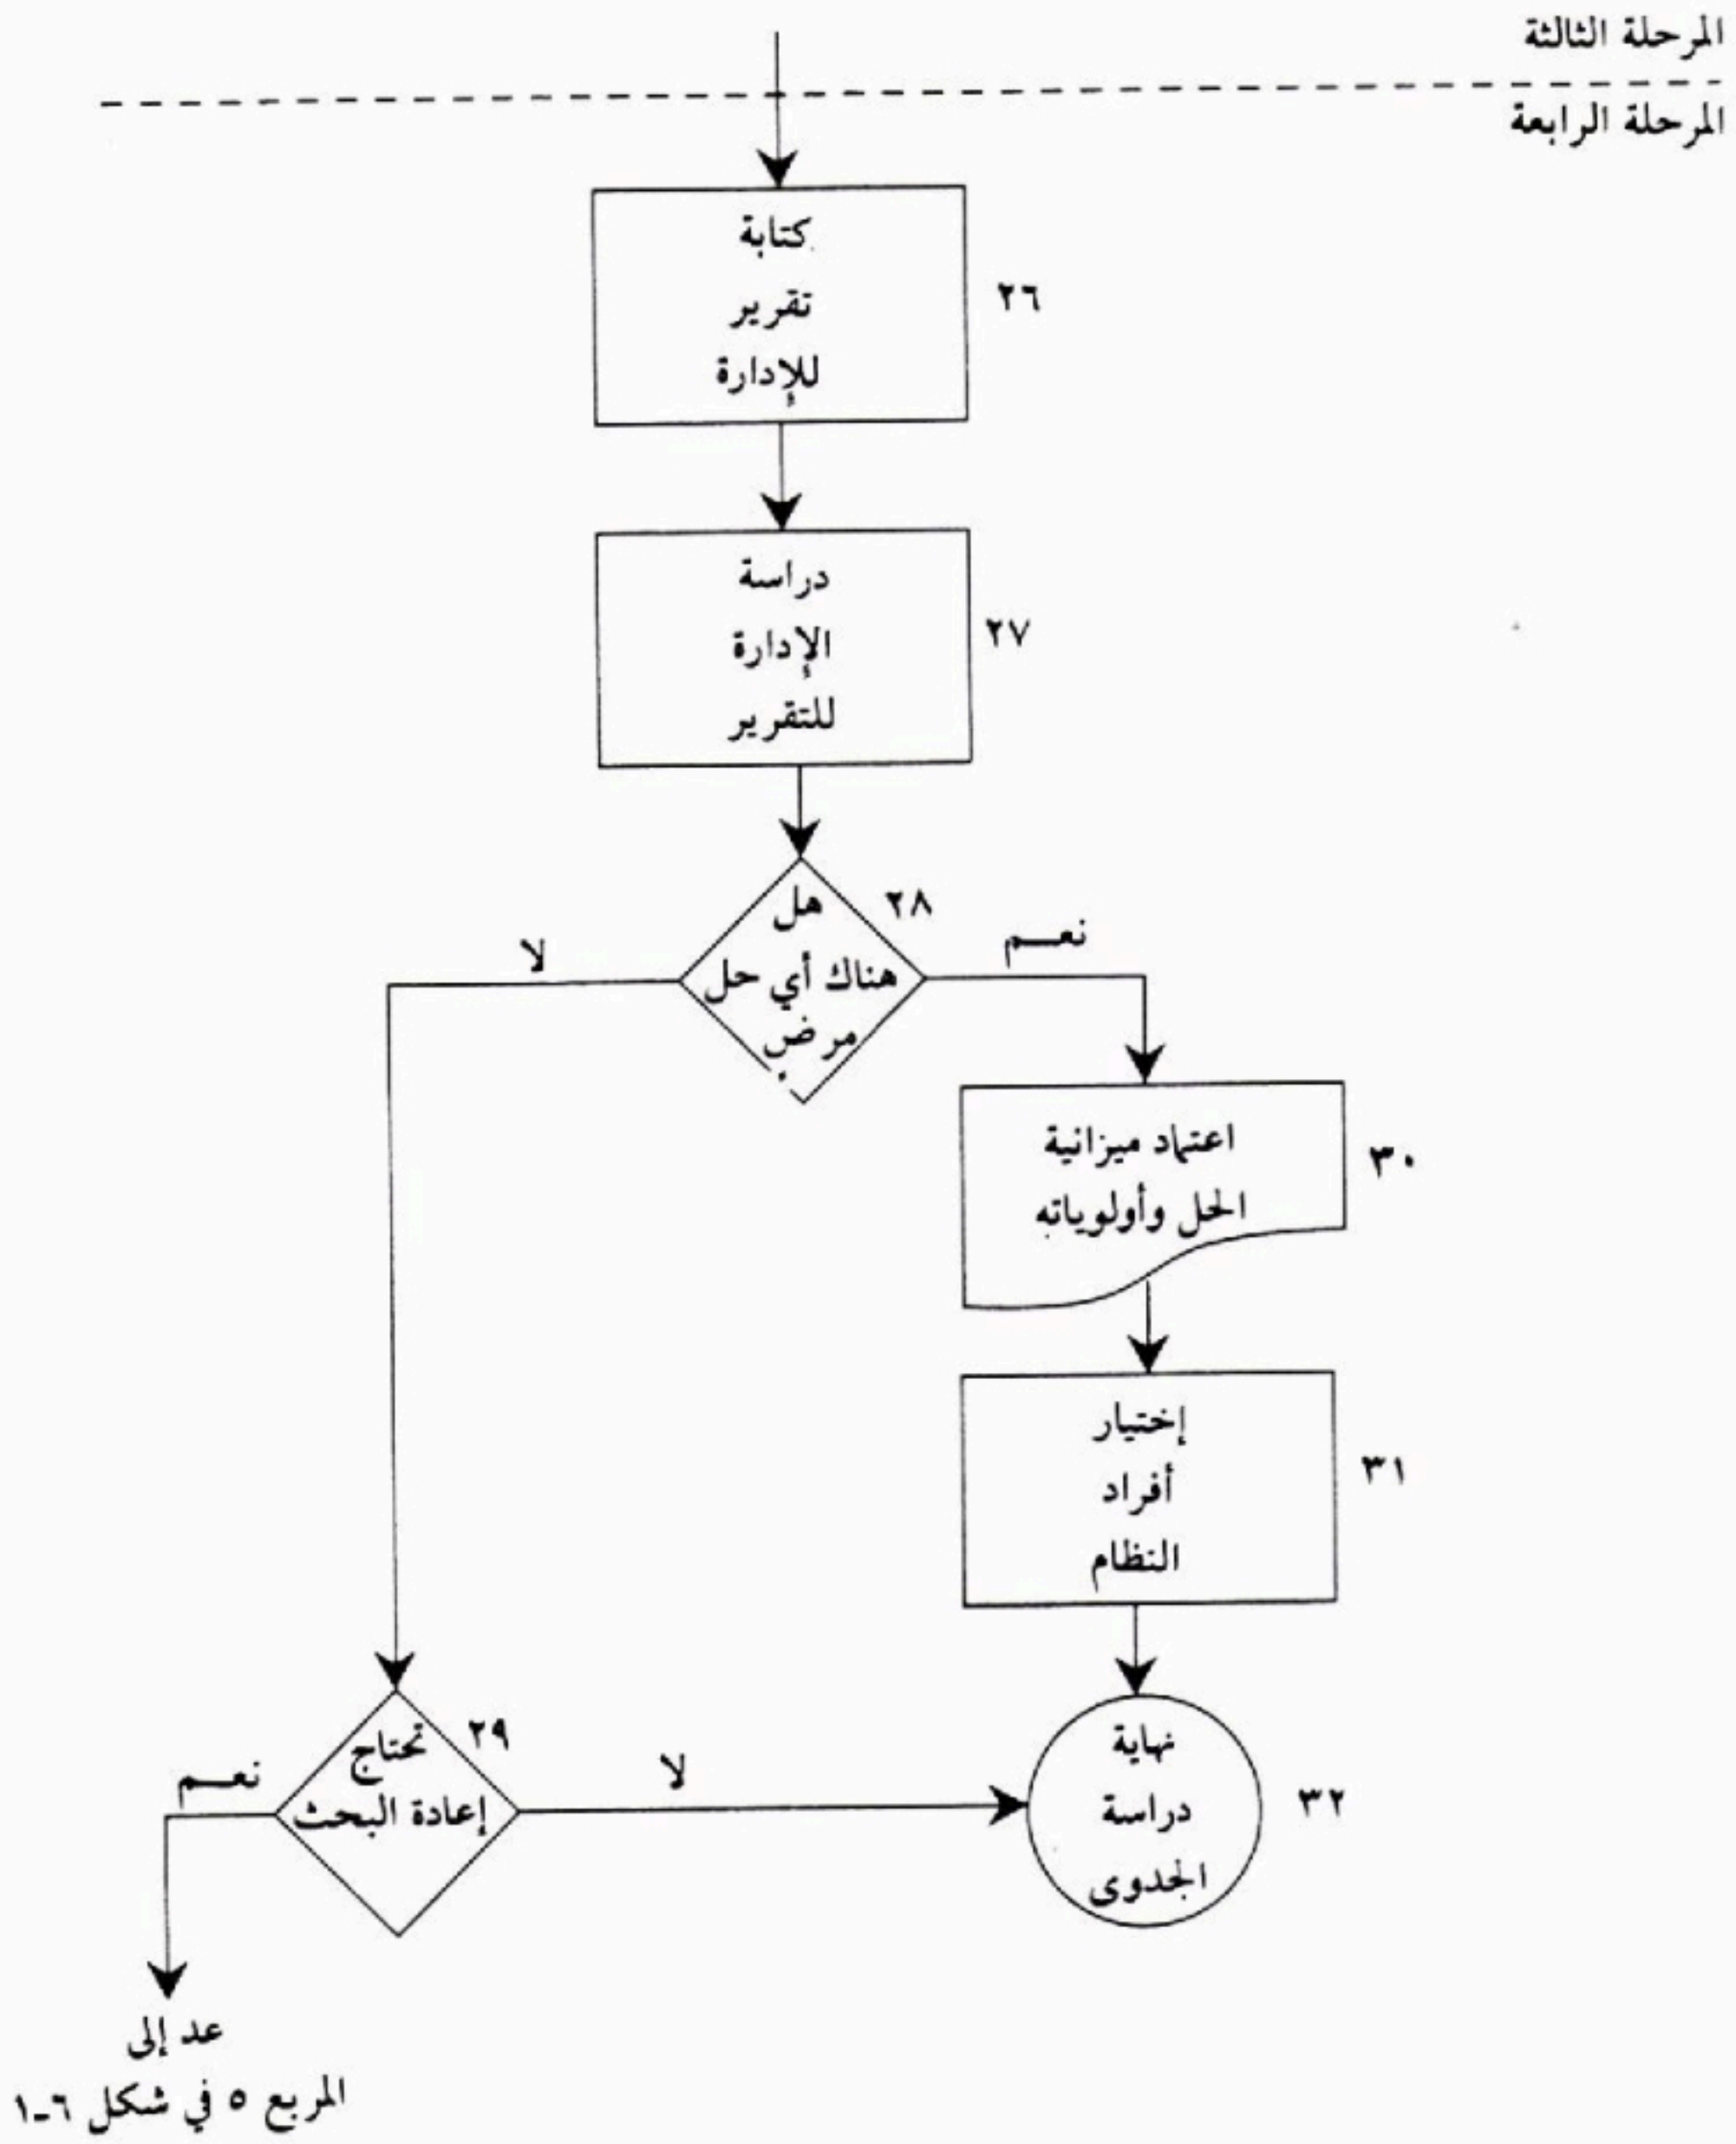 المرحلة الثالثة
المرحلة الرابعة
كتابة
تقرير
للإدارة
٢٦
دراسة
الإدارة
للتقرير
٢٧
هل
هناك أي حل
مرض
٢٨
نعم
لا
اعتماد ميزانية
الحل وأولوياته
٣٠
إختيار
أفراد
النظام
٣١
تحتاج
إعادة البحث
٢٩
نعم
لا
نهاية
دراسة
الجدوى
٣٢
عد إلى
المربع ٥ في شكل ٦-١